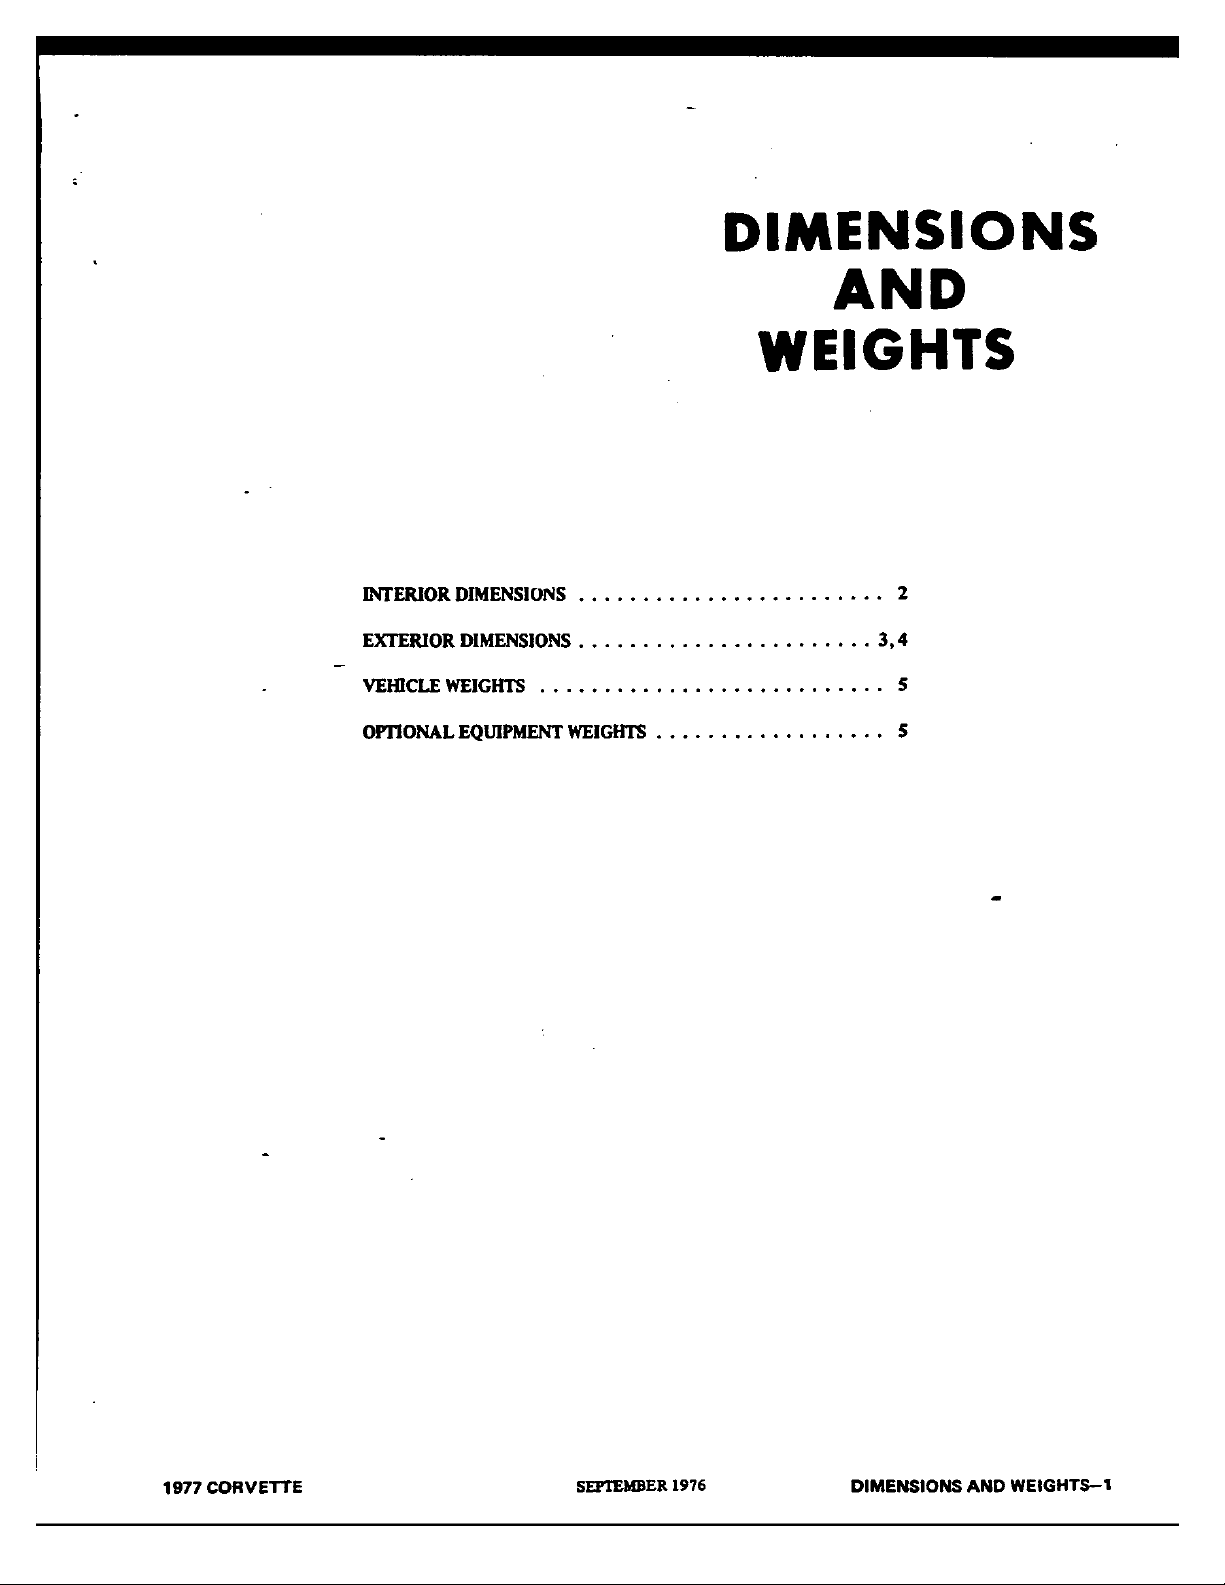 DIMENSIONS
AND
WEIGHTS
INTERIOR DIMENSIONS ........................ 2
EXTERIOR DIMENSIONS ....................... 3,4
VEHICLE WEIGHTS ........................... 5
OPTIONAL EQUIPMENT WEIGHTS .................. 5
1977 CORVETTE SEPTEMBER 1976 DIMENSIONS AND WEIGHTS—1